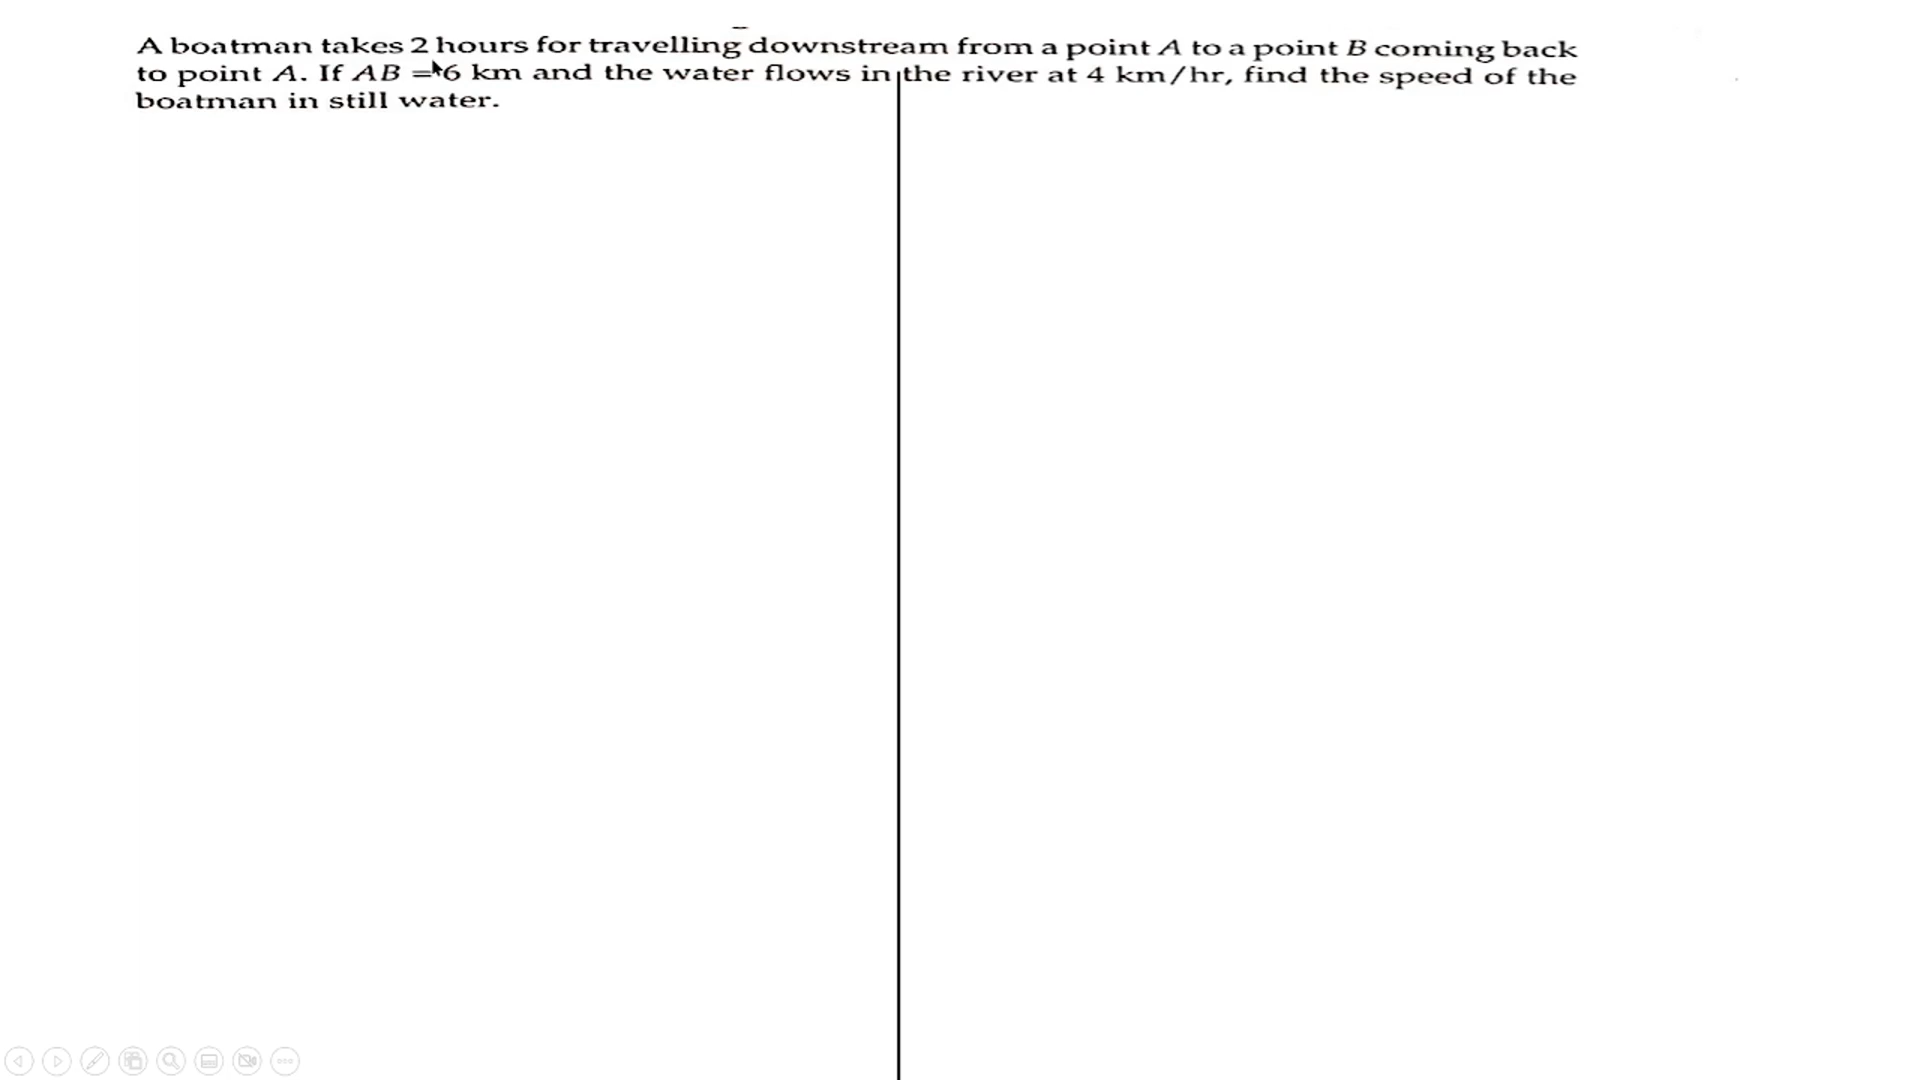 A boatman takes 2 hours for travelling downstream from a point A to a point B coming back
to point A. If AB = 6 km and the water flows in the river at 4 km/hr, find the speed of the
boatman in still water.